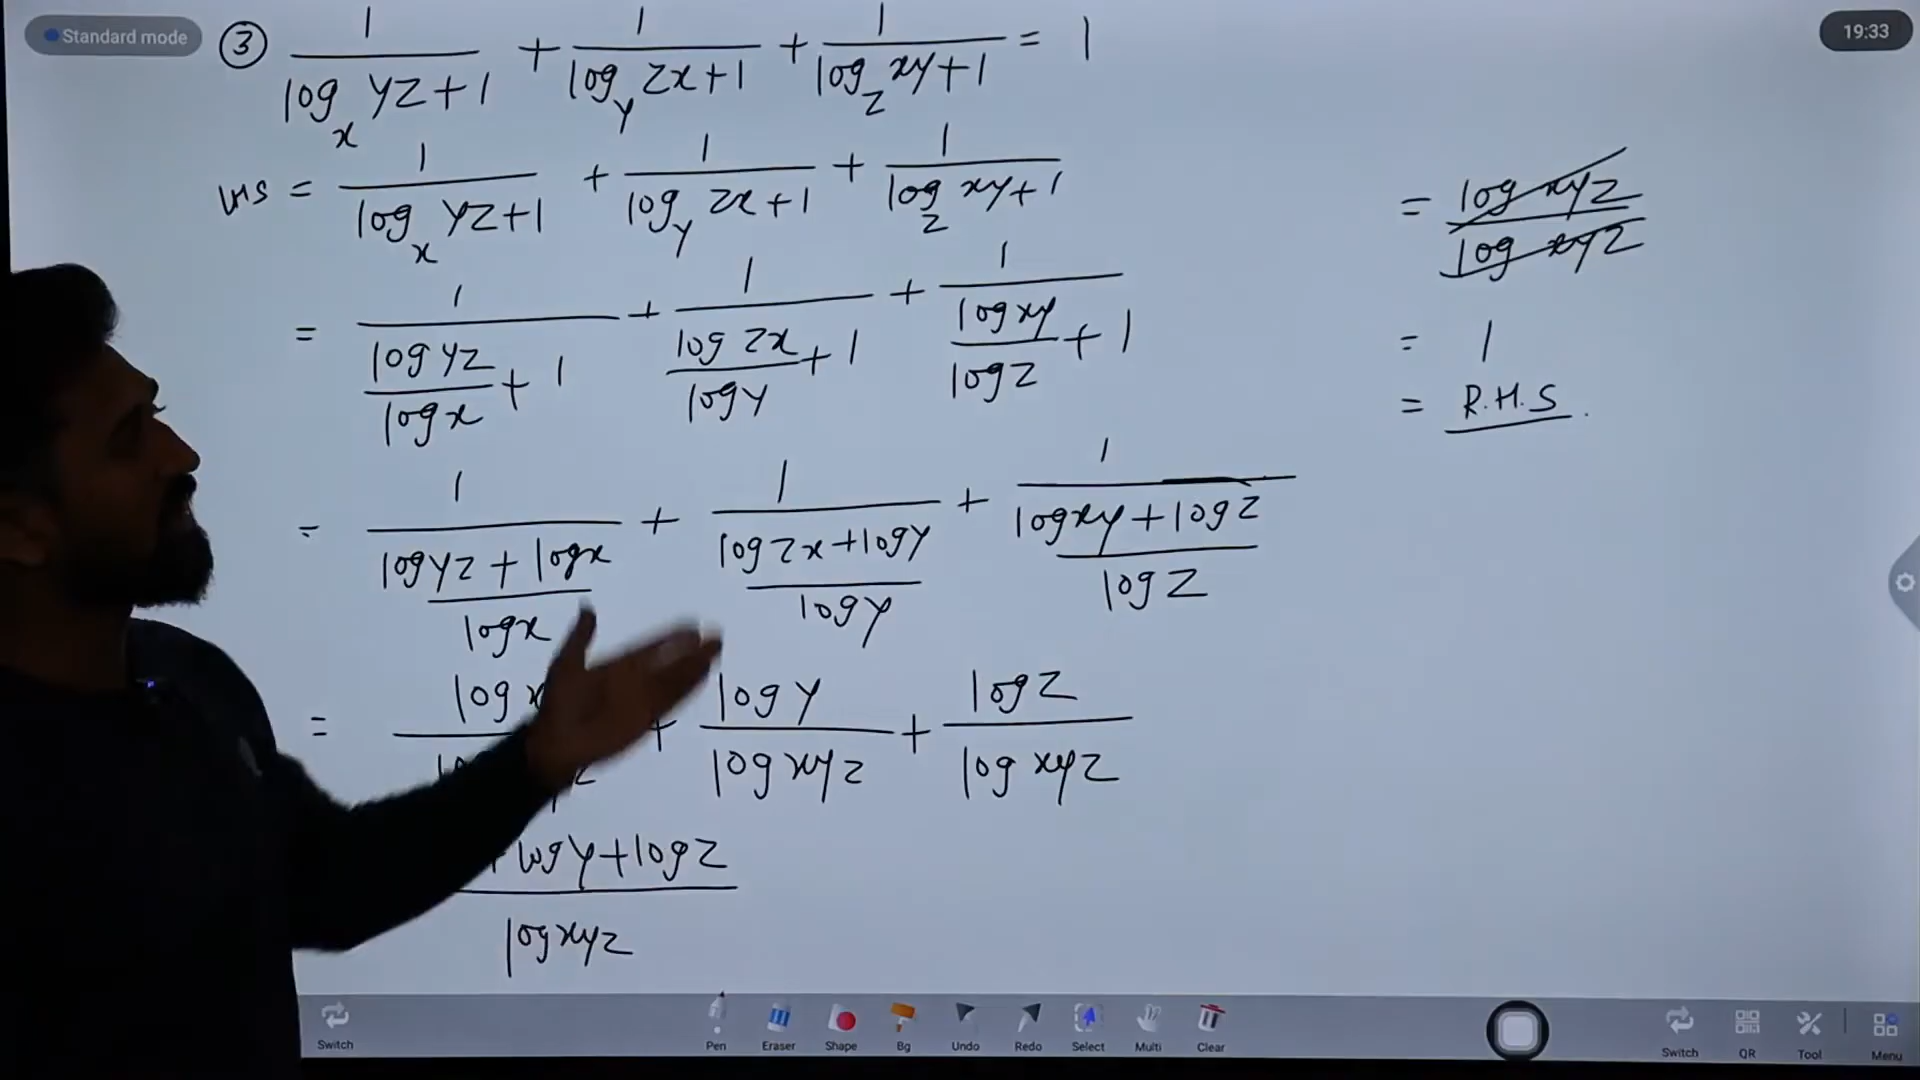 Standard mode
19:33
③ 1/(log_x yz+1) + 1/(log_y zx+1) + 1/(log_z xy+1) = 1
LHS = 1/(log_x yz+1) + 1/(log_y zx+1) + 1/(log_z xy+1)
= 1/(log yz/log x + 1) + 1/(log zx/log y + 1) + 1/(log xy/log z + 1)
= 1/((log yz + log x)/log x) + 1/((log zx + log y)/log y) + 1/((log xy + log z)/log z)
= log x + log y/log xyz + log z/log xyz
+ log y + log z
log xyz
= log xyz/log xyz
= 1
= R.H.S.
Switch Pen Eraser Shape Bg Undo Redo Select Multi Clear Switch QR Tool Menu